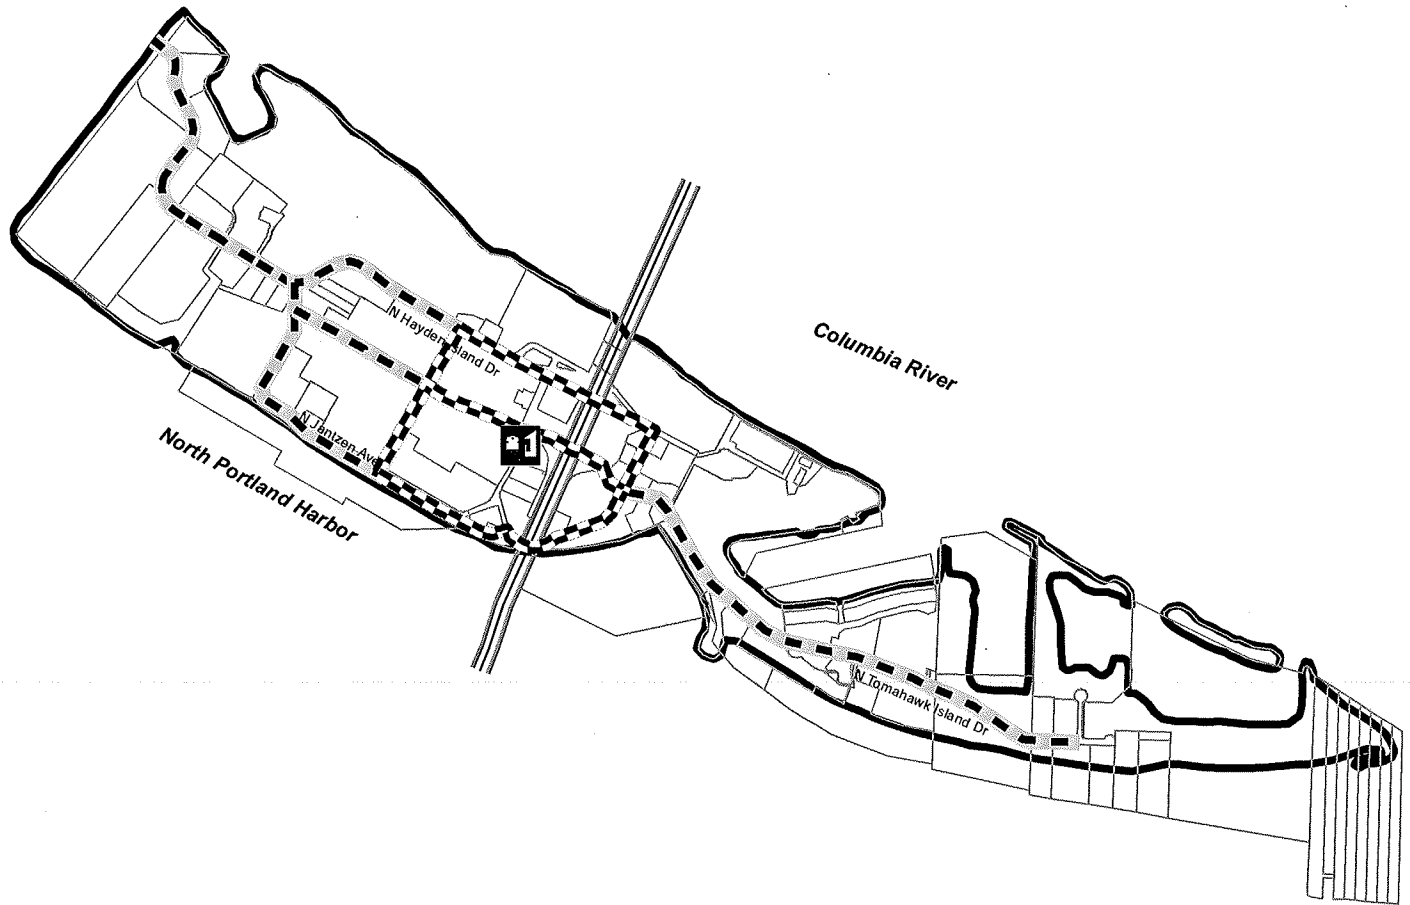 Columbia River
N Hayden Island Dr
N Jantzen Ave
North Portland Harbor
N Tomahawk Island Dr